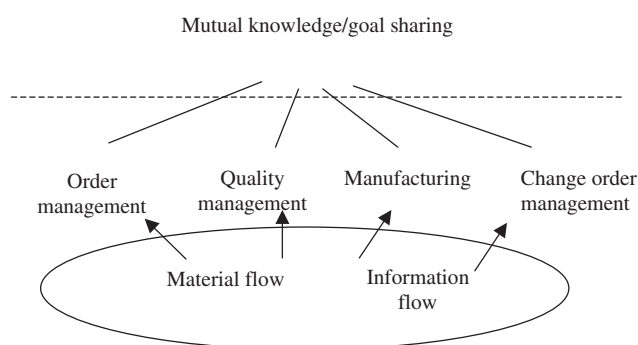 Mutual knowledge/goal sharing
Order
management
Quality
management
Manufacturing
Change order
management
Material flow
Information
flow